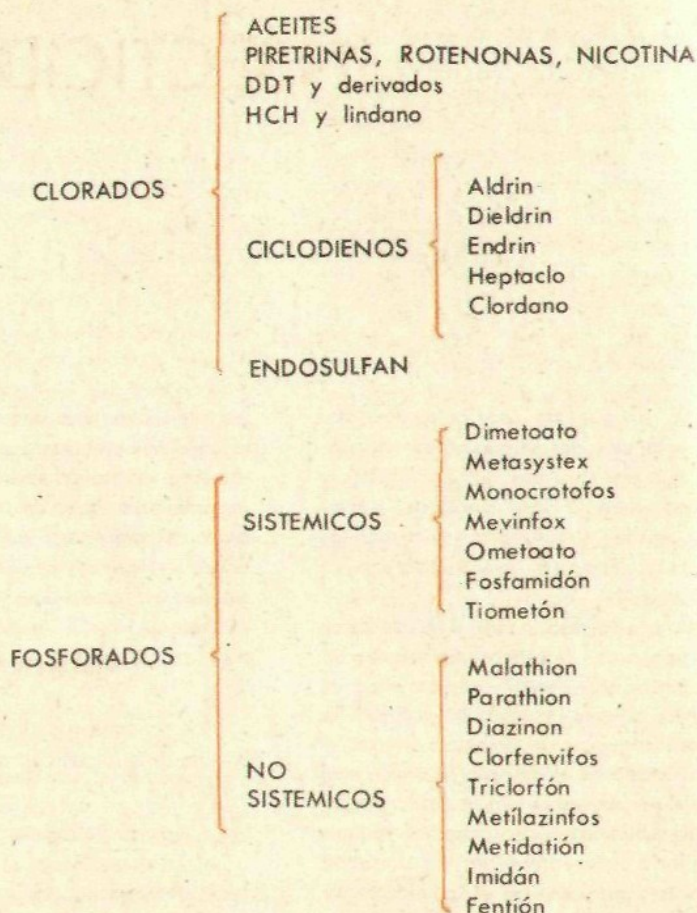 ACEITES
PIRETRINAS, ROTENONAS, NICOTINA
DDT y derivados
HCH y lindano
CLORADOS
CICLODIENOS
Aldrin
Dieldrin
Endrin
Heptaclo
Clordano
ENDOSULFAN
FOSFORADOS
SISTEMICOS
Dimetoato
Metasystex
Monocrotofos
Mevinfox
Ometoato
Fosfamidón
Tiometón
NO
SISTEMICOS
Malathion
Parathion
Diazinon
Clorfenvifos
Triclorfón
Metílazinfos
Metidatión
Imidán
Fentión